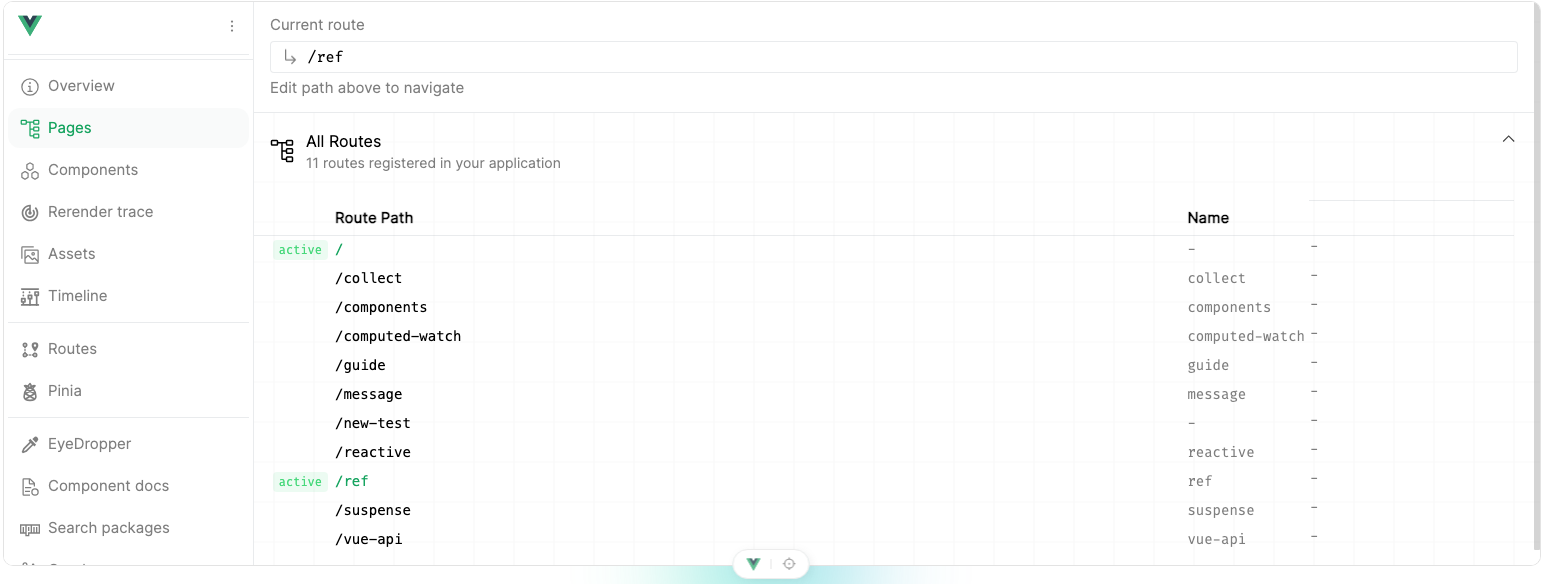 Current route
/ref
Edit path above to navigate
Overview
Pages
Components
Rerender trace
Assets
Timeline
Routes
Pinia
EyeDropper
Component docs
Search packages
All Routes
11 routes registered in your application
Route Path Name
active / - -
/collect collect -
/components components -
/computed-watch computed-watch -
/guide guide -
/message message -
/new-test - -
/reactive reactive -
active /ref ref -
/suspense suspense -
/vue-api vue-api -